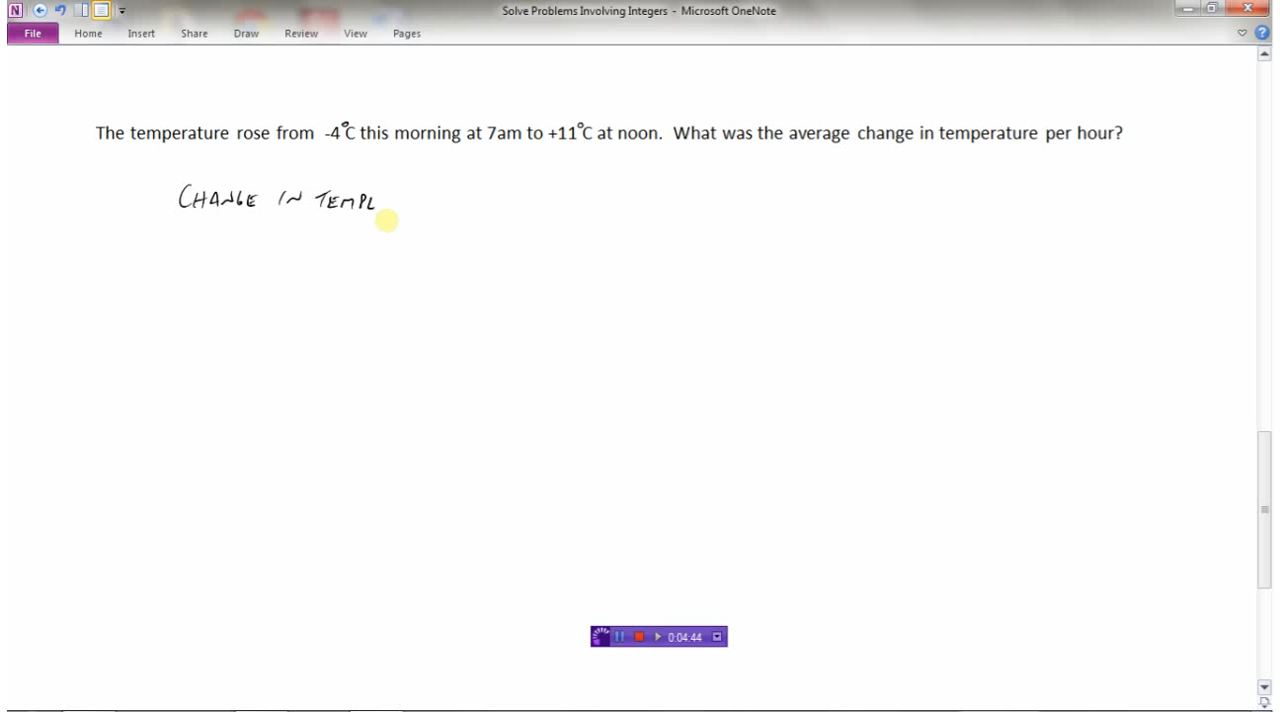 Solve Problems Involving Integers - Microsoft OneNote
File Home Insert Share Draw Review View Pages
The temperature rose from -4°C this morning at 7am to +11°C at noon. What was the average change in temperature per hour?
CHANGE IN TEMPL
0:04:44